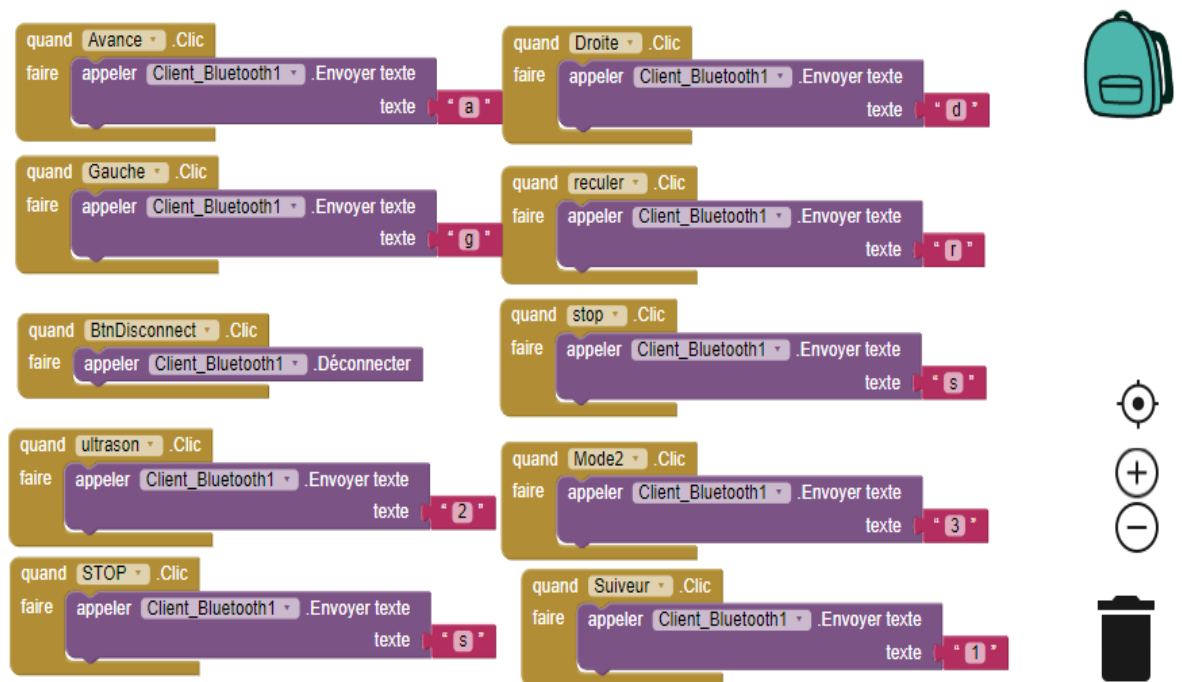 quand Avance .Clic
faire appeler Client_Bluetooth1 .Envoyer texte
texte "a"
quand Droite .Clic
faire appeler Client_Bluetooth1 .Envoyer texte
texte "d"
quand Gauche .Clic
faire appeler Client_Bluetooth1 .Envoyer texte
texte "g"
quand reculer .Clic
faire appeler Client_Bluetooth1 .Envoyer texte
texte "r"
quand BtnDisconnect .Clic
faire appeler Client_Bluetooth1 .Déconnecter
quand stop .Clic
faire appeler Client_Bluetooth1 .Envoyer texte
texte "s"
quand ultrason .Clic
faire appeler Client_Bluetooth1 .Envoyer texte
texte "2"
quand Mode2 .Clic
faire appeler Client_Bluetooth1 .Envoyer texte
texte "3"
quand STOP .Clic
faire appeler Client_Bluetooth1 .Envoyer texte
texte "s"
quand Suiveur .Clic
faire appeler Client_Bluetooth1 .Envoyer texte
texte "1"